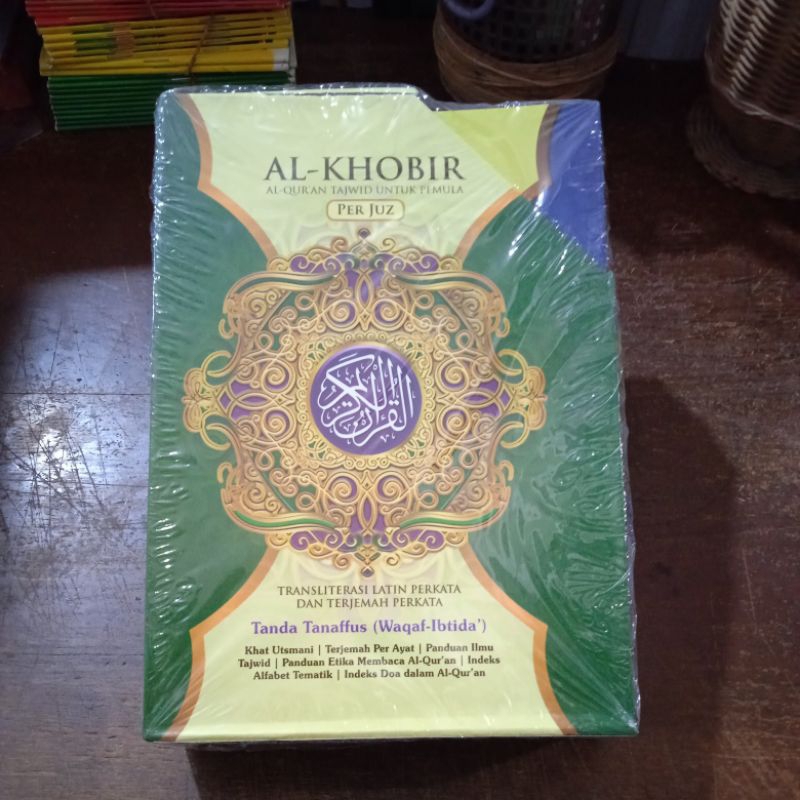 AL-KHOBIR
AL-QUR'AN TAJWID UNTUK PEMULA
PER JUZ
القرآن الكريم
TRANSLITERASI LATIN PERKATA
DAN TERJEMAH PERKATA
Tanda Tanaffus (Waqaf-Ibtida')
Khat Utsmani | Terjemah Per Ayat | Panduan Ilmu
Tajwid | Panduan Etika Membaca Al-Qur'an | Indeks
Alfabet Tematik | Indeks Doa dalam Al-Qur'an